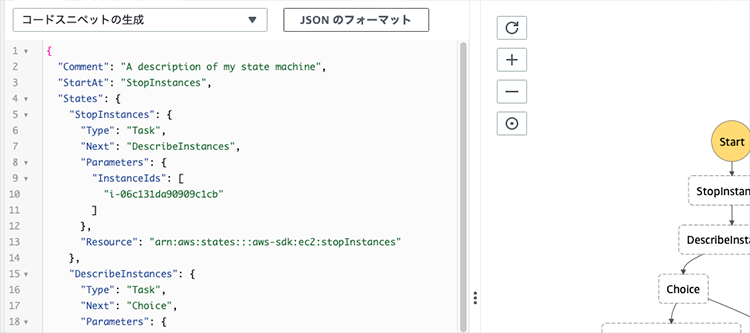 コードスニペットの生成 JSON のフォーマット
1 {
2 "Comment": "A description of my state machine",
3 "StartAt": "StopInstances",
4 "States": {
5 "StopInstances": {
6 "Type": "Task",
7 "Next": "DescribeInstances",
8 "Parameters": {
9 "InstanceIds": [
10 "i-06c131da90909c1cb"
11 ]
12 },
13 "Resource": "arn:aws:states:::aws-sdk:ec2:stopInstances"
14 },
15 "DescribeInstances": {
16 "Type": "Task",
17 "Next": "Choice",
18 "Parameters": {
Start
StopInstan
DescribeInsta
Choice